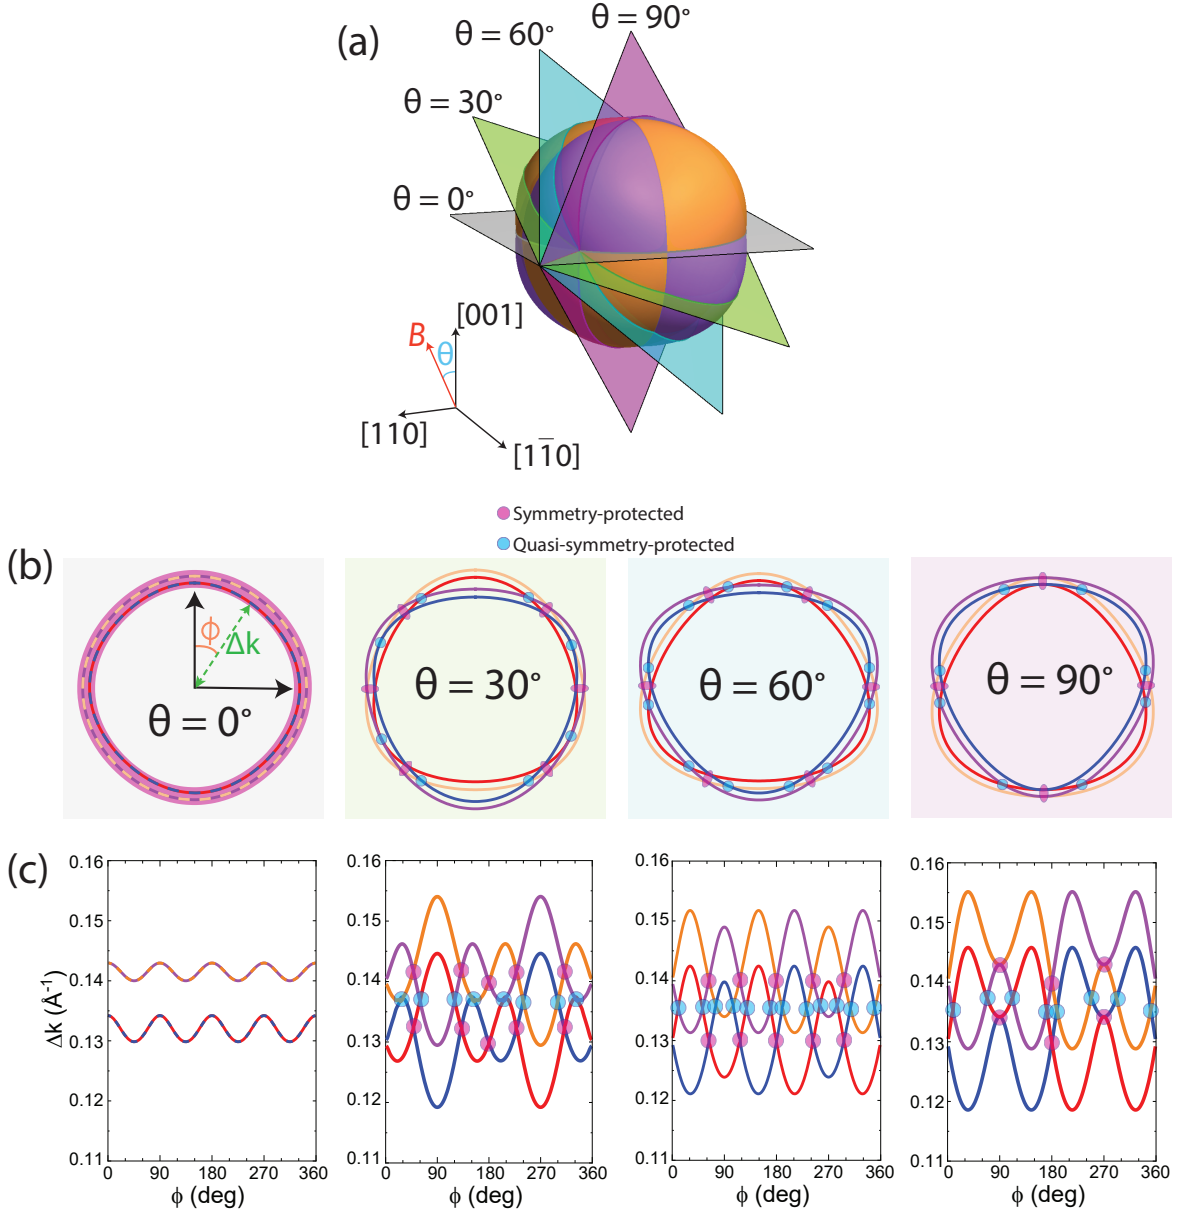 (a)
θ = 90°
θ = 60°
θ = 30°
θ = 0°
[001]
B
θ
[110]
[11̅0]
Symmetry-protected
Quasi-symmetry-protected
(b)
ϕ
Δk
θ = 0°
θ = 30°
θ = 60°
θ = 90°
(c)
Δk (Å⁻¹)
0.16
0.15
0.14
0.13
0.12
0.11
0 90 180 270 360
ϕ (deg)
0.16
0.15
0.14
0.13
0.12
0.11
0 90 180 270 360
ϕ (deg)
0.16
0.15
0.14
0.13
0.12
0.11
0 90 180 270 360
ϕ (deg)
0.16
0.15
0.14
0.13
0.12
0.11
0 90 180 270 360
ϕ (deg)